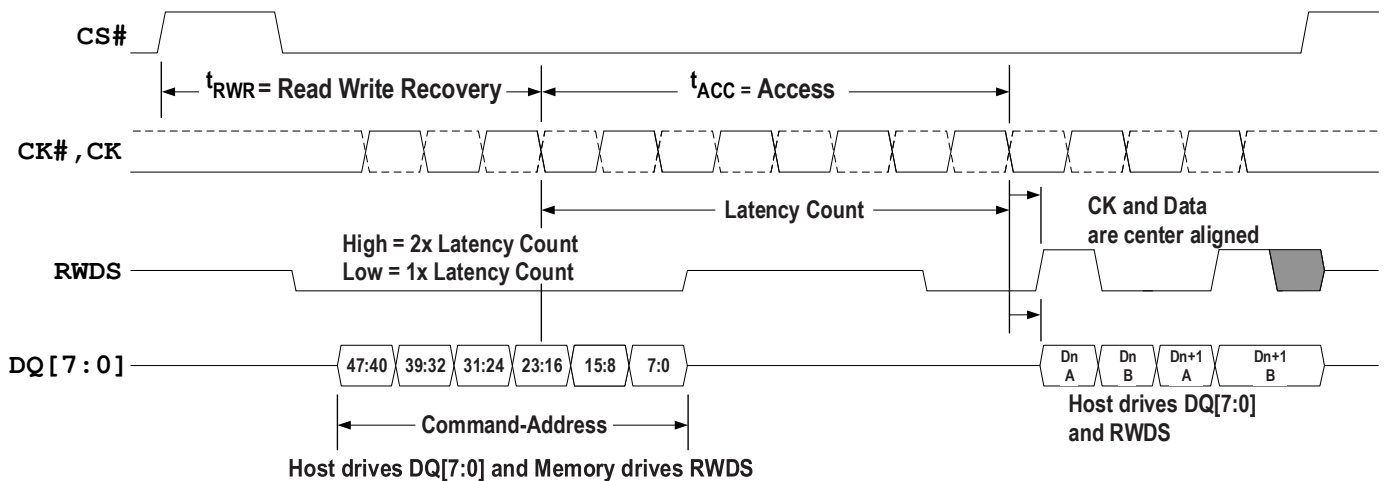 CS#
tRWR = Read Write Recovery
tACC = Access
CK#,CK
Latency Count
CK and Data
are center aligned
High = 2x Latency Count
Low = 1x Latency Count
RWDS
DQ[7:0]
47:40 39:32 31:24 23:16 15:8 7:0
Dn
A
Dn
B
Dn+1
A
Dn+1
B
Command-Address
Host drives DQ[7:0]
and RWDS
Host drives DQ[7:0] and Memory drives RWDS